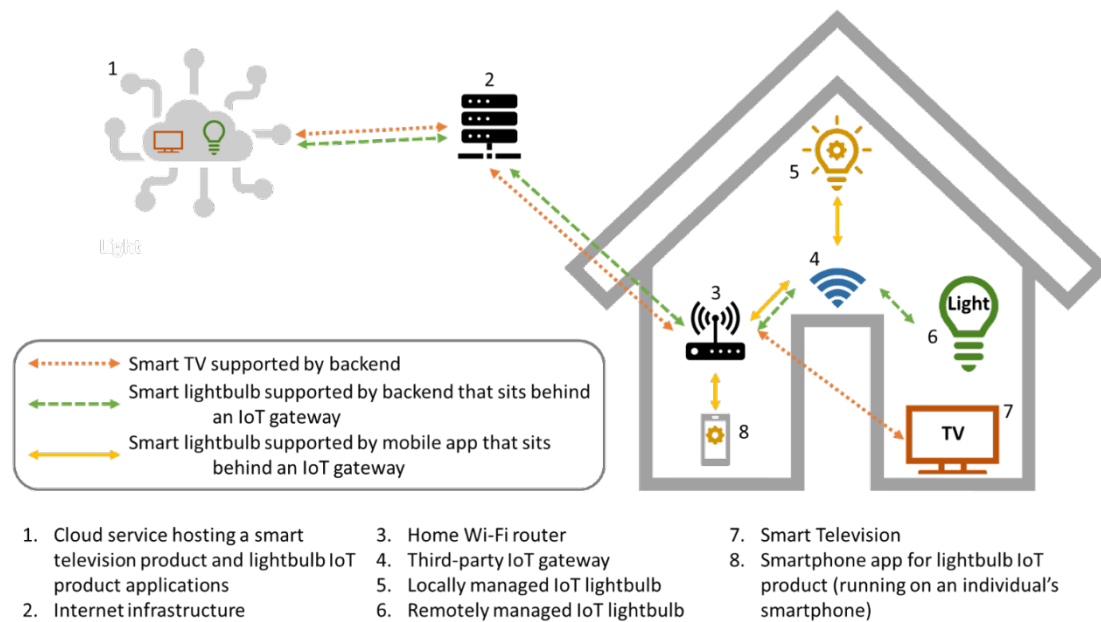 1
2
Light
5
4
3
Light
6
8
7
TV
Smart TV supported by backend
Smart lightbulb supported by backend that sits behind
an IoT gateway
Smart lightbulb supported by mobile app that sits
behind an IoT gateway
1. Cloud service hosting a smart
television product and lightbulb IoT
product applications
2. Internet infrastructure
3. Home Wi-Fi router
4. Third-party IoT gateway
5. Locally managed IoT lightbulb
6. Remotely managed IoT lightbulb
7. Smart Television
8. Smartphone app for lightbulb IoT
product (running on an individual’s
smartphone)